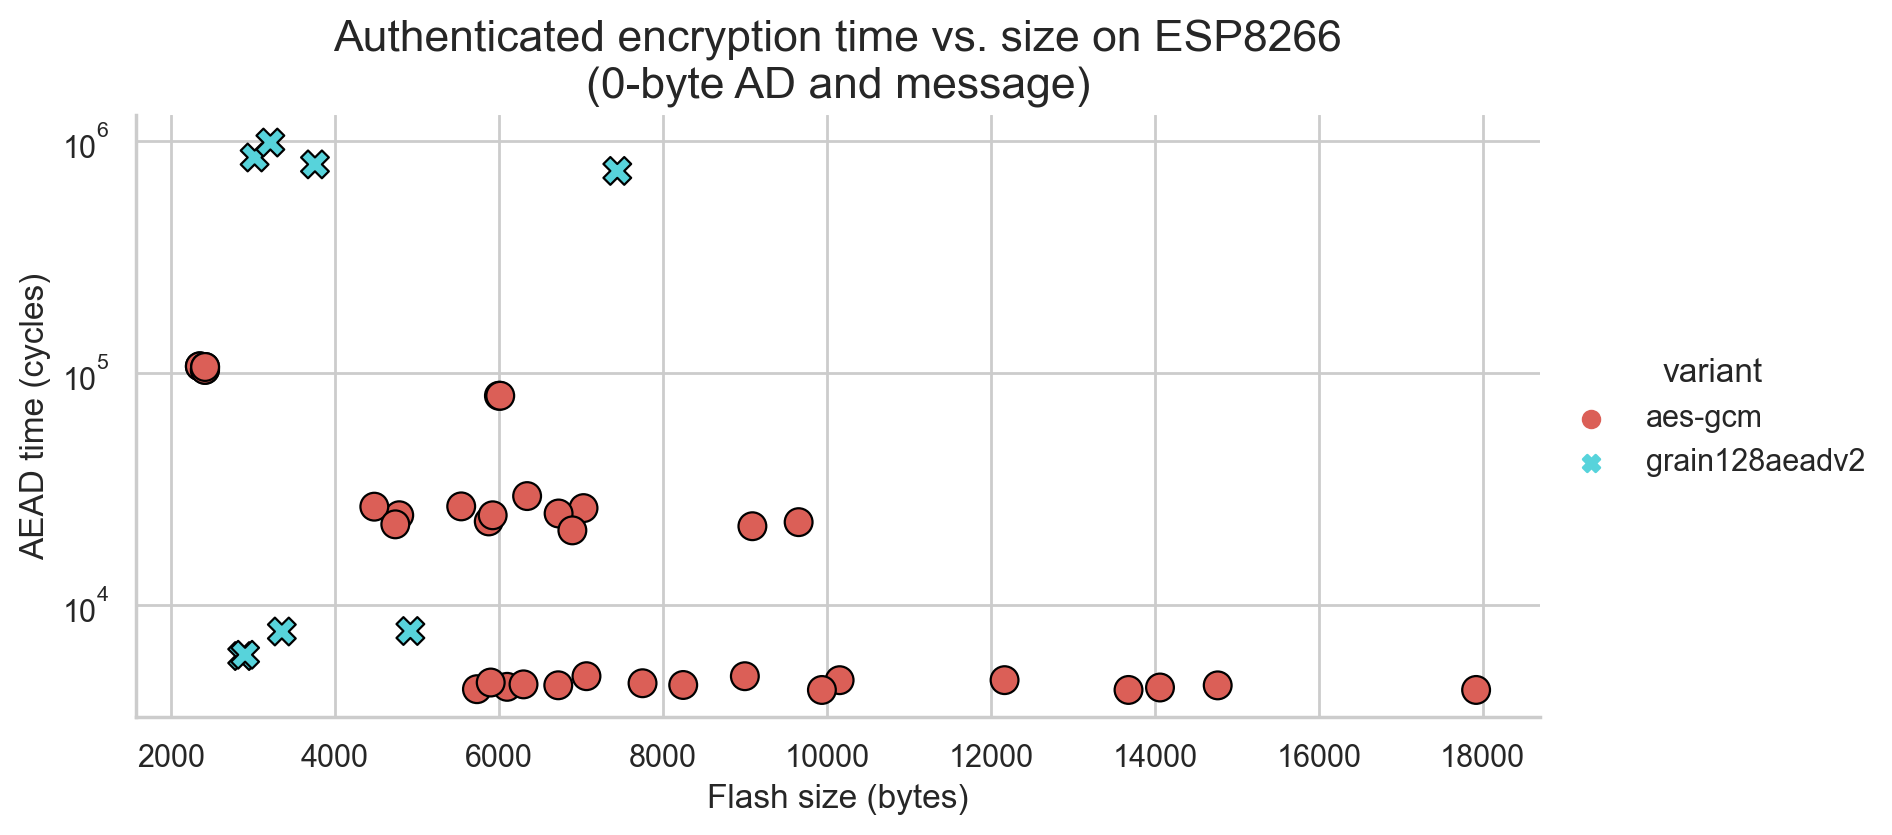 Authenticated encryption time vs. size on ESP8266
(0-byte AD and message)
AEAD time (cycles)
10^6
10^5
10^4
2000 4000 6000 8000 10000 12000 14000 16000 18000
Flash size (bytes)
variant
aes-gcm
grain128aeadv2